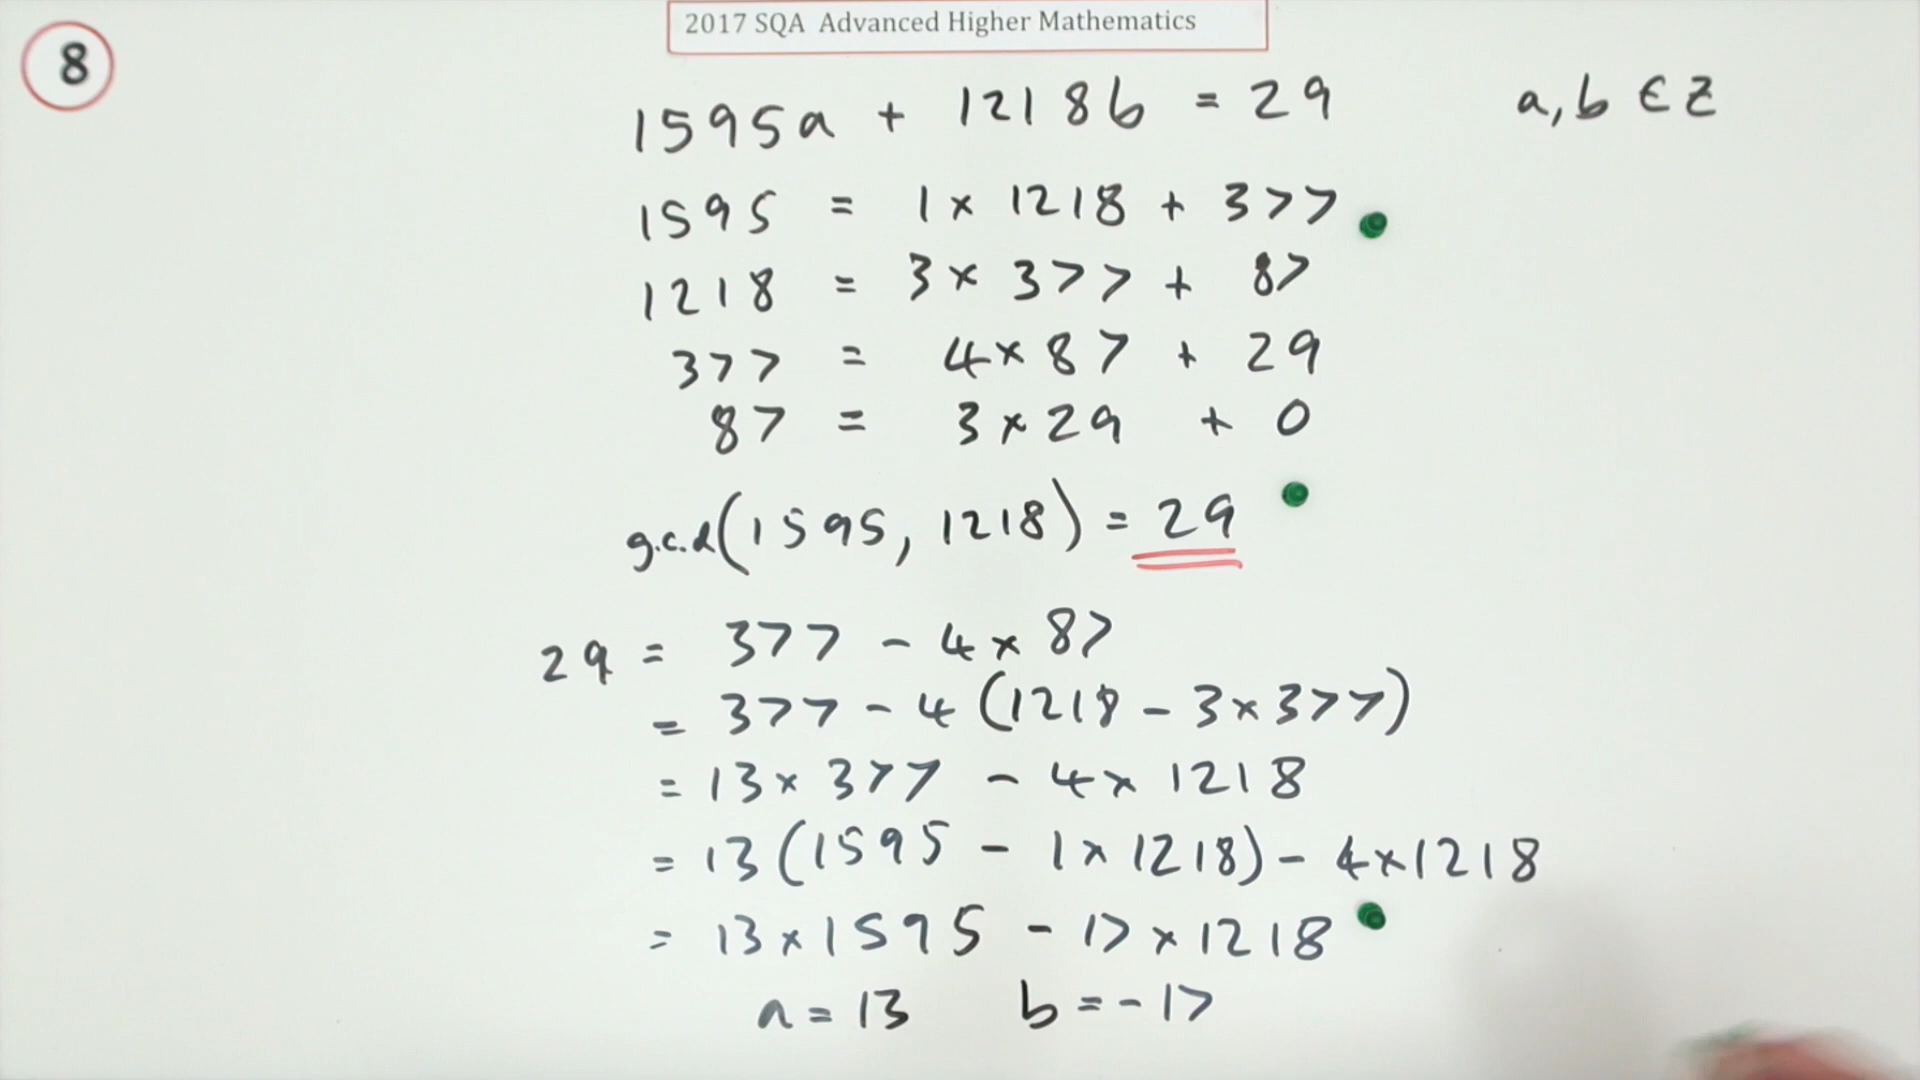 2017 SQA Advanced Higher Mathematics
8
1595a + 1218b = 29 a, b ∈ Z
1595 = 1 × 1218 + 377
1218 = 3 × 377 + 87
377 = 4 × 87 + 29
87 = 3 × 29 + 0
g.c.d(1595, 1218) = 29
29 = 377 - 4 × 87
= 377 - 4 (1218 - 3 × 377)
= 13 × 377 - 4 × 1218
= 13 (1595 - 1 × 1218) - 4 × 1218
= 13 × 1595 - 17 × 1218
a = 13 b = -17